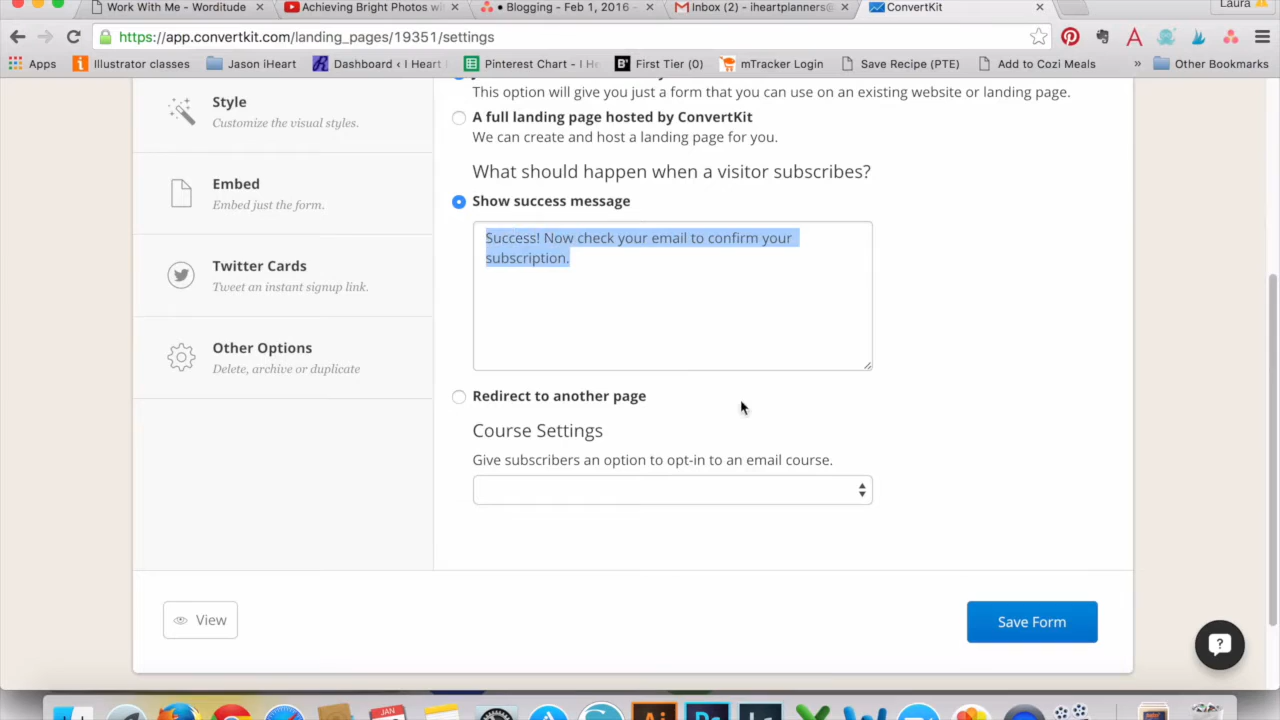 Work With Me - Worditude
Achieving Bright Photos wi
• Blogging - Feb 1, 2016 -
Inbox (2) - iheartplanners@
ConvertKit
Laura
https://app.convertkit.com/landing_pages/19351/settings
Apps
Illustrator classes
Jason iHeart
Dashboard ‹ I Heart
Pinterest Chart - I He
First Tier (0)
mTracker Login
Save Recipe (PTE)
Add to Cozi Meals
»
Other Bookmarks
This option will give you just a form that you can use on an existing website or landing page.
A full landing page hosted by ConvertKit
We can create and host a landing page for you.
What should happen when a visitor subscribes?
Show success message
Success! Now check your email to confirm your
subscription.
Redirect to another page
Course Settings
Give subscribers an option to opt-in to an email course.
Style
Customize the visual styles.
Embed
Embed just the form.
Twitter Cards
Tweet an instant signup link.
Other Options
Delete, archive or duplicate
View
Save Form
JAN
Ai
Ps
Lr